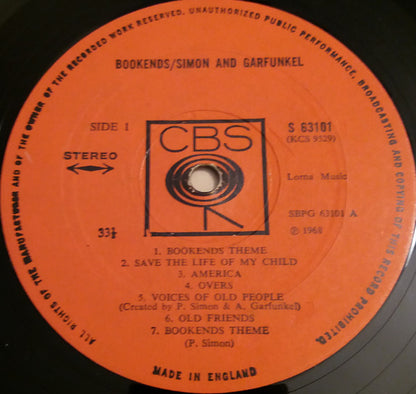 BOOKENDS/SIMON AND GARFUNKEL
SIDE 1
CBS
S 63101
(KCS 9529)
STEREO
Lorna Music
33⅓
SBPG 63101 A
℗ 1968
1. BOOKENDS THEME
2. SAVE THE LIFE OF MY CHILD
3. AMERICA
4. OVERS
5. VOICES OF OLD PEOPLE
(Created by P. Simon & A. Garfunkel)
6. OLD FRIENDS
7. BOOKENDS THEME
(P. Simon)
MADE IN ENGLAND
ALL RIGHTS OF THE MANUFACTURER AND OF THE OWNER OF THE RECORDED WORK RESERVED. UNAUTHORIZED PUBLIC PERFORMANCE, BROADCASTING AND COPYING OF THIS RECORD PROHIBITED.